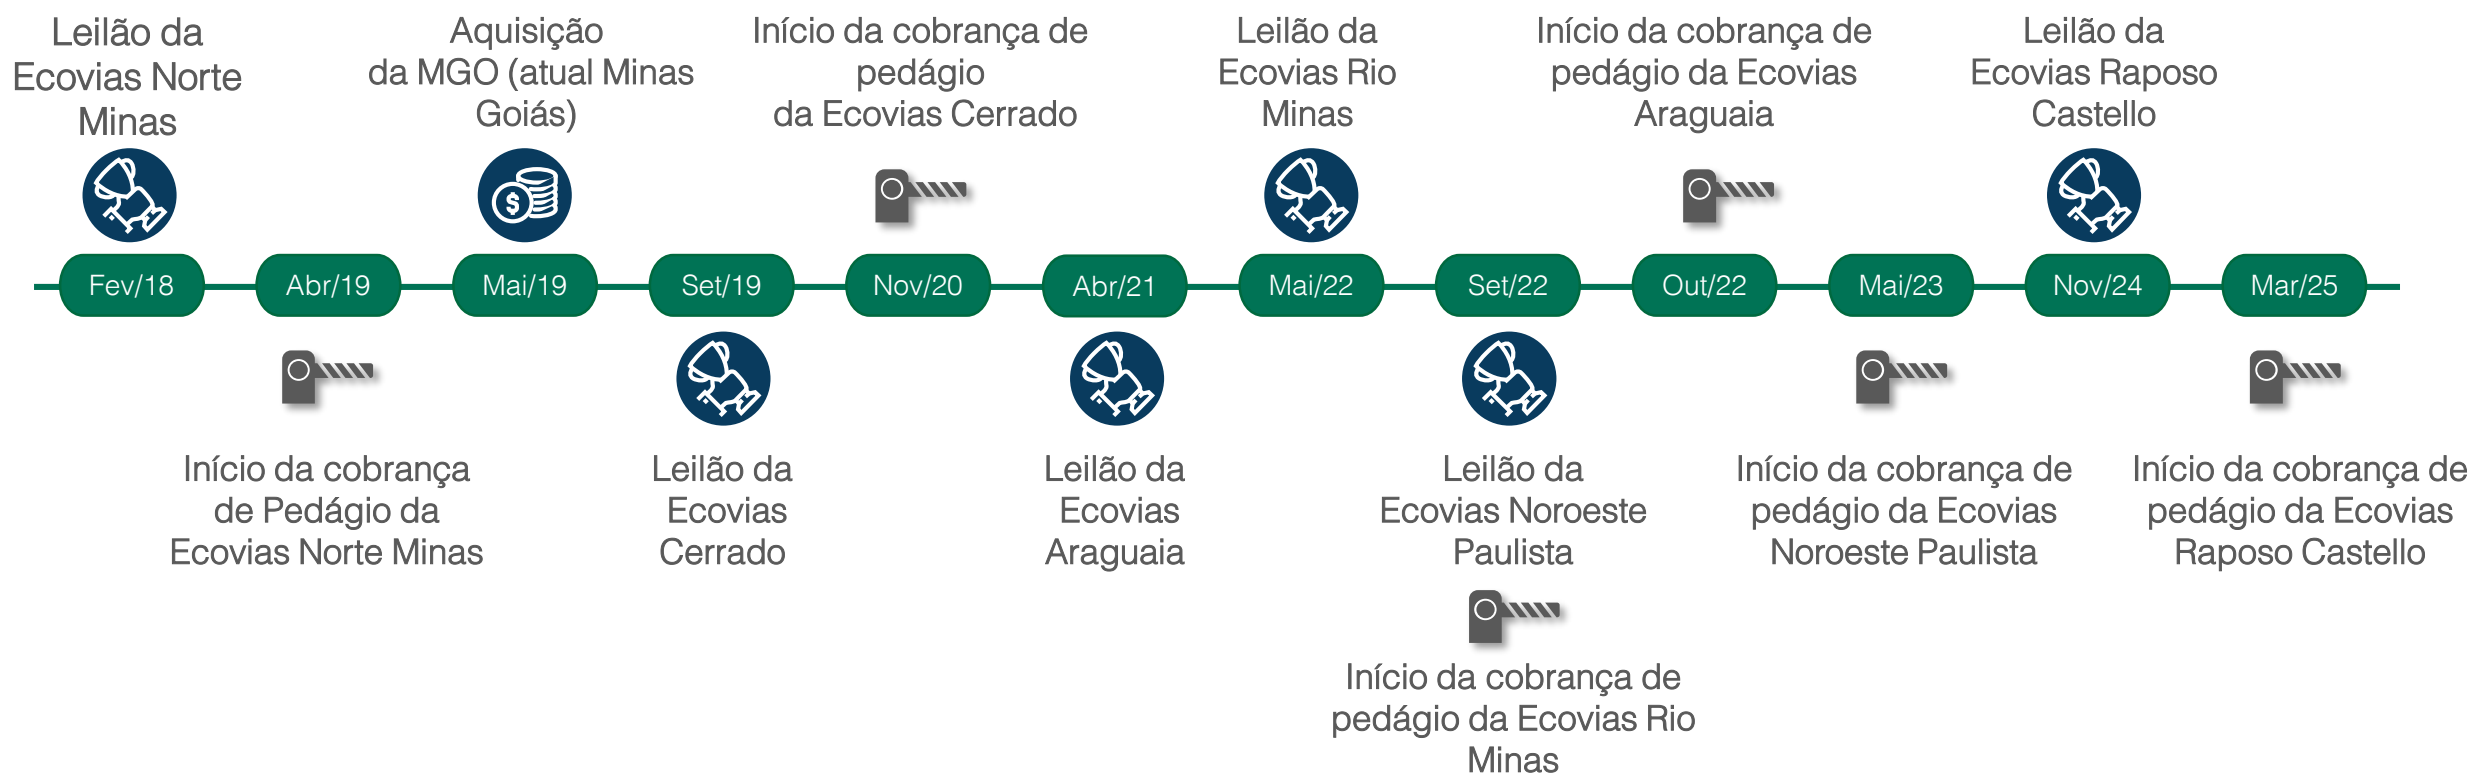 Leilão da
Ecovias Norte
Minas
Aquisição
da MGO (atual Minas
Goiás)
Início da cobrança de
pedágio
da Ecovias Cerrado
Leilão da
Ecovias Rio
Minas
Início da cobrança de
pedágio da Ecovias
Araguaia
Leilão da
Ecovias Raposo
Castello
$
Fev/18
Abr/19
Mai/19
Set/19
Nov/20
Abr/21
Mai/22
Set/22
Out/22
Mai/23
Nov/24
Mar/25
Início da cobrança
de Pedágio da
Ecovias Norte Minas
Leilão da
Ecovias
Cerrado
Leilão da
Ecovias
Araguaia
Leilão da
Ecovias Noroeste
Paulista
Início da cobrança de
pedágio da Ecovias
Noroeste Paulista
Início da cobrança de
pedágio da Ecovias
Raposo Castello
Início da cobrança de
pedágio da Ecovias Rio
Minas